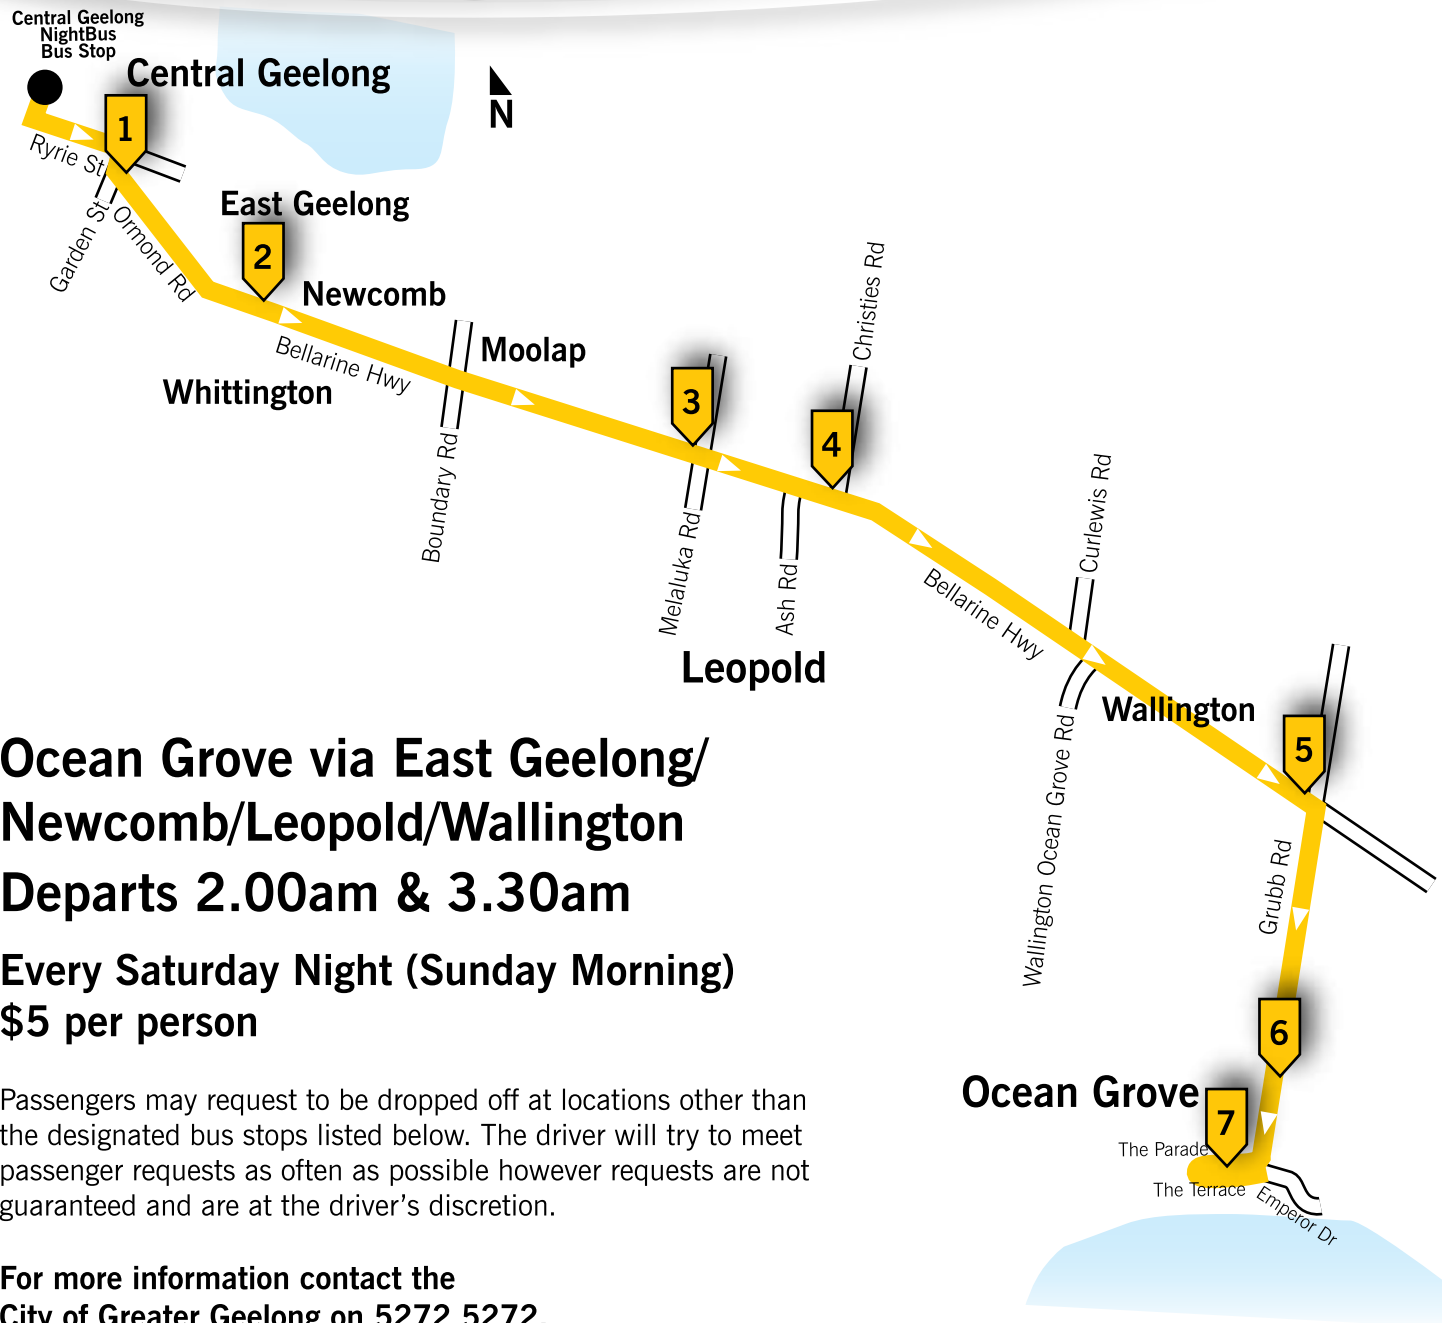 Central Geelong
NightBus
Bus Stop
Central Geelong
1
N
Ryrie St
Garden St
Ormond Rd
East Geelong
2
Newcomb
Bellarine Hwy
Whittington
Moolap
Boundary Rd
3
Melaluka Rd
Christies Rd
4
Ash Rd
Leopold
Bellarine Hwy
Curlewis Rd
Wallington
Wallington Ocean Grove Rd
5
Grubb Rd
6
Ocean Grove
7
The Parade
The Terrace
Emperor Dr
Ocean Grove via East Geelong/
Newcomb/Leopold/Wallington
Departs 2.00am & 3.30am
Every Saturday Night (Sunday Morning)
$5 per person
Passengers may request to be dropped off at locations other than
the designated bus stops listed below. The driver will try to meet
passenger requests as often as possible however requests are not
guaranteed and are at the driver's discretion.
For more information contact the
City of Greater Geelong on 5272 5272.